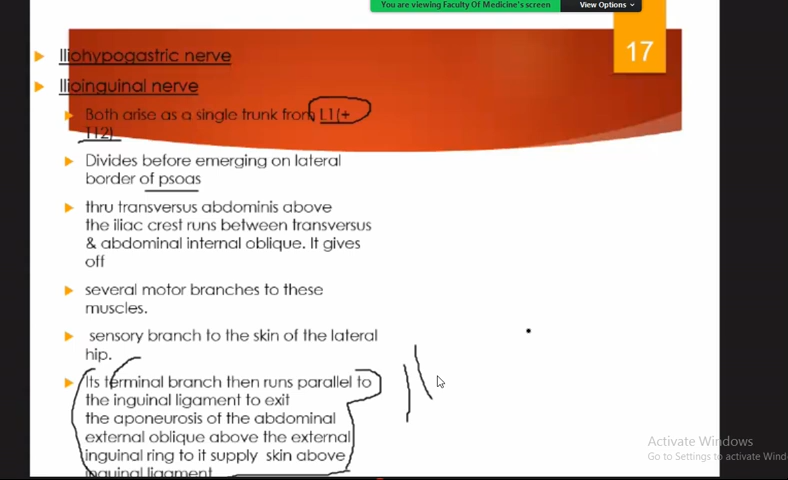 You are viewing Faculty Of Medicine's screen
View Options
17
Iliohypogastric nerve
Ilioinguinal nerve
Both arise as a single trunk from L1(+
T12)
Divides before emerging on lateral
border of psoas
thru transversus abdominis above
the iliac crest runs between transversus
& abdominal internal oblique. It gives
off
several motor branches to these
muscles.
sensory branch to the skin of the lateral
hip.
Its terminal branch then runs parallel to
the inguinal ligament to exit
the aponeurosis of the abdominal
external oblique above the external
inguinal ring to it supply skin above
inguinal ligament
Activate Windows
Go to Settings to activate Wind